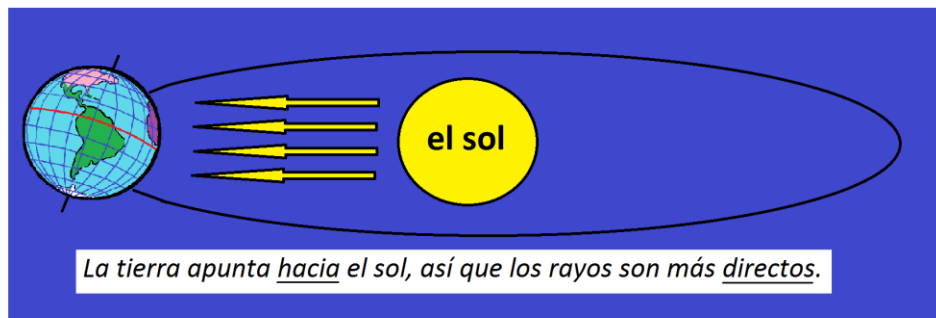 el sol
La tierra apunta hacia el sol, así que los rayos son más directos.